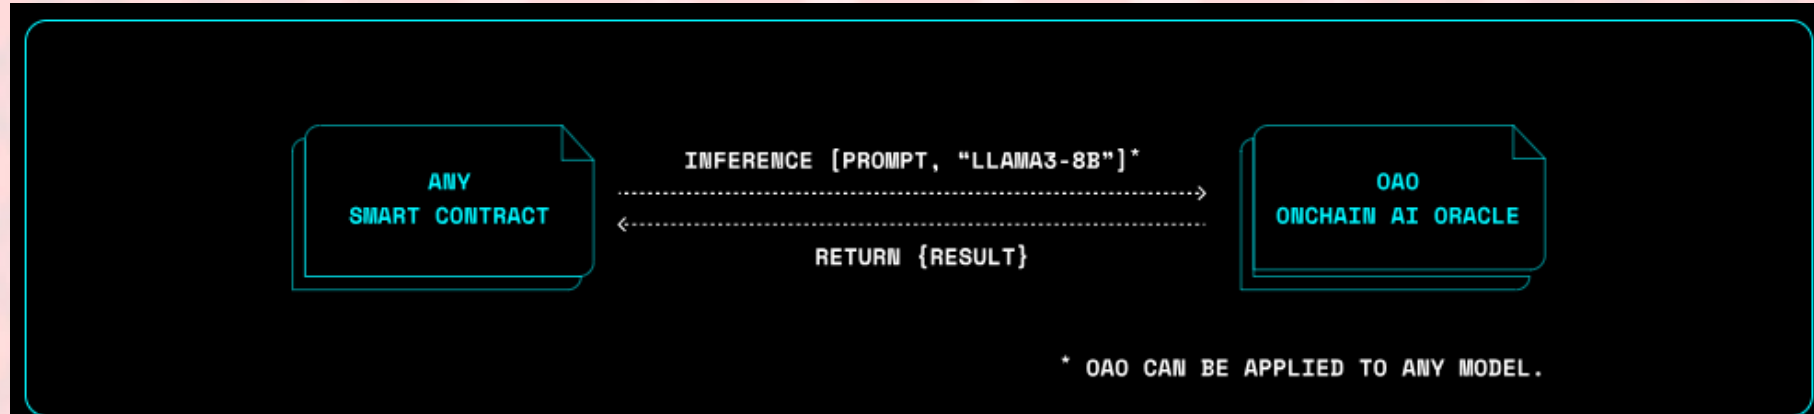 ANY
SMART CONTRACT
INFERENCE [PROMPT, “LLAMA3-8B”]*
RETURN {RESULT}
OAO
ONCHAIN AI ORACLE
* OAO CAN BE APPLIED TO ANY MODEL.